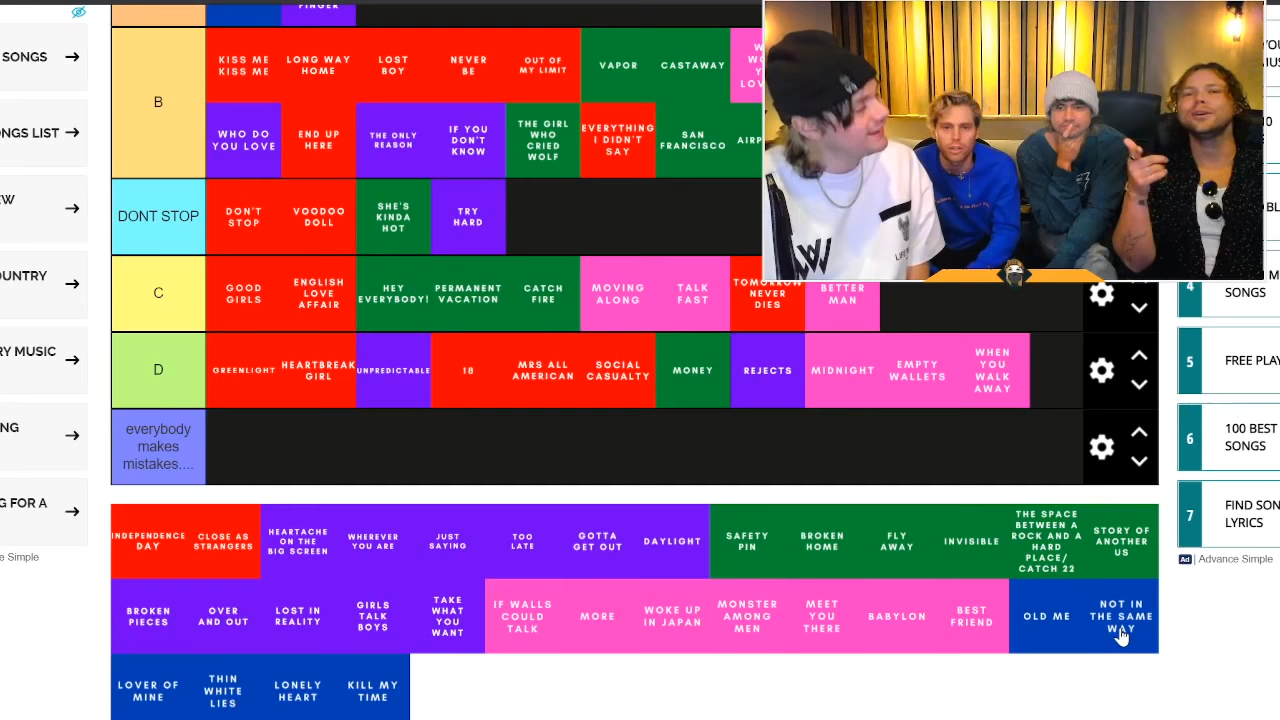 FINGER
SONGS
B
KISS ME
KISS ME
LONG WAY
HOME
LOST
BOY
NEVER
BE
OUT OF
MY LIMIT
VAPOR
CASTAWAY
WHO DO
YOU LOVE
END UP
HERE
THE ONLY
REASON
IF YOU
DON'T
KNOW
THE GIRL
WHO
CRIED
WOLF
EVERYTHING
I DIDN'T
SAY
SAN
FRANCISCO
AIRP
ONGS LIST
EW
DONT STOP
DON'T
STOP
VOODOO
DOLL
SHE'S
KINDA
HOT
TRY
HARD
OUNTRY
C
GOOD
GIRLS
ENGLISH
LOVE
AFFAIR
HEY
EVERYBODY!
PERMANENT
VACATION
CATCH
FIRE
MOVING
ALONG
TALK
FAST
TOMORROW
NEVER
DIES
BETTER
MAN
4
SONGS
RY MUSIC
D
GREENLIGHT
HEARTBREAK
GIRL
UNPREDICTABLE
18
MRS ALL
AMERICAN
SOCIAL
CASUALTY
MONEY
REJECTS
MIDNIGHT
EMPTY
WALLETS
WHEN
YOU
WALK
AWAY
5
FREE PLAY
NG
everybody
makes
mistakes....
6
100 BEST
SONGS
G FOR A
INDEPENDENCE
DAY
CLOSE AS
STRANGERS
HEARTACHE
ON THE
BIG SCREEN
WHEREVER
YOU ARE
JUST
SAYING
TOO
LATE
GOTTA
GET OUT
DAYLIGHT
SAFETY
PIN
BROKEN
HOME
FLY
AWAY
INVISIBLE
THE SPACE
BETWEEN A
ROCK AND A
HARD
PLACE/
CATCH 22
STORY OF
ANOTHER
US
7
FIND SON
LYRICS
e Simple
Ad | Advance Simple
BROKEN
PIECES
OVER
AND OUT
LOST IN
REALITY
GIRLS
TALK
BOYS
TAKE
WHAT
YOU
WANT
IF WALLS
COULD
TALK
MORE
WOKE UP
IN JAPAN
MONSTER
AMONG
MEN
MEET
YOU
THERE
BABYLON
BEST
FRIEND
OLD ME
NOT IN
THE SAME
WAY
LOVER OF
MINE
THIN
WHITE
LIES
LONELY
HEART
KILL MY
TIME